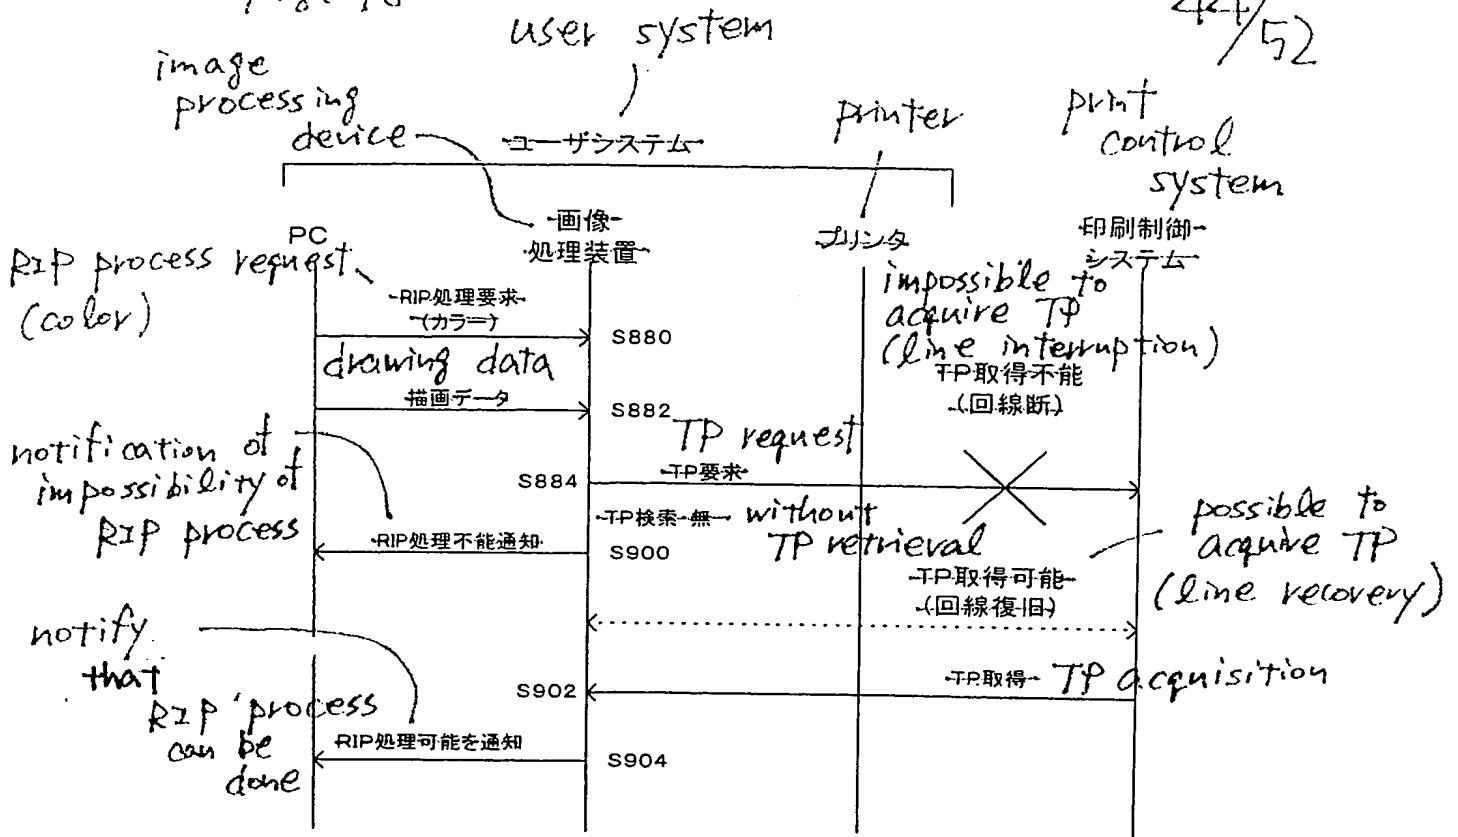 44/52
user system
image
processing
device
printer
print
control
system
ユーザシステム
PC
画像
処理装置
プリンタ
印刷制御
システム
RIP process request
(color)
RIP処理要求
(カラー)
S880
impossible to
acquire TP
(line interruption)
TP取得不能
(回線断)
drawing data
描画データ
S882
TP request
notification of
impossibility of
RIP process
S884
TP要求
TP検索 無
without
TP retrieval
RIP処理不能通知
S900
possible to
acquire TP
(line recovery)
TP取得可能
(回線復旧)
notify
that
RIP process
can be
done
S902
TP取得
TP acquisition
RIP処理可能を通知
S904